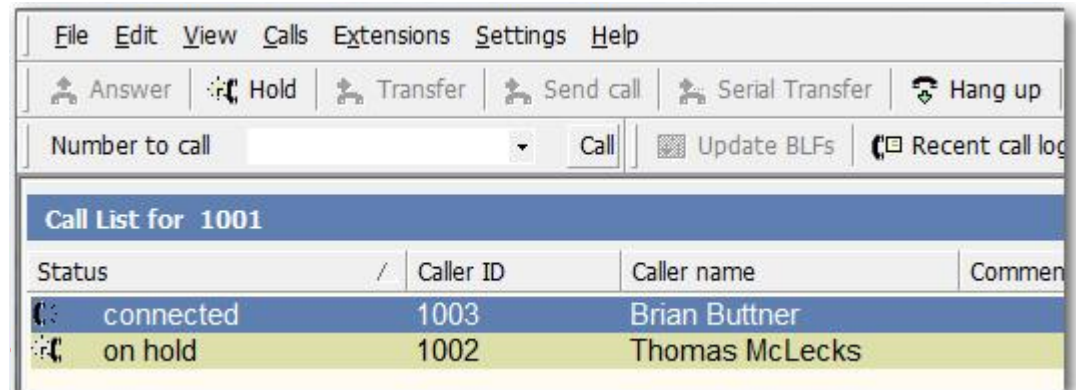 File Edit View Calls Extensions Settings Help
Answer Hold Transfer Send call Serial Transfer Hang up
Number to call Call Update BLFs Recent call log
Call List for 1001
Status Caller ID Caller name Commen
connected 1003 Brian Buttner
on hold 1002 Thomas McLecks